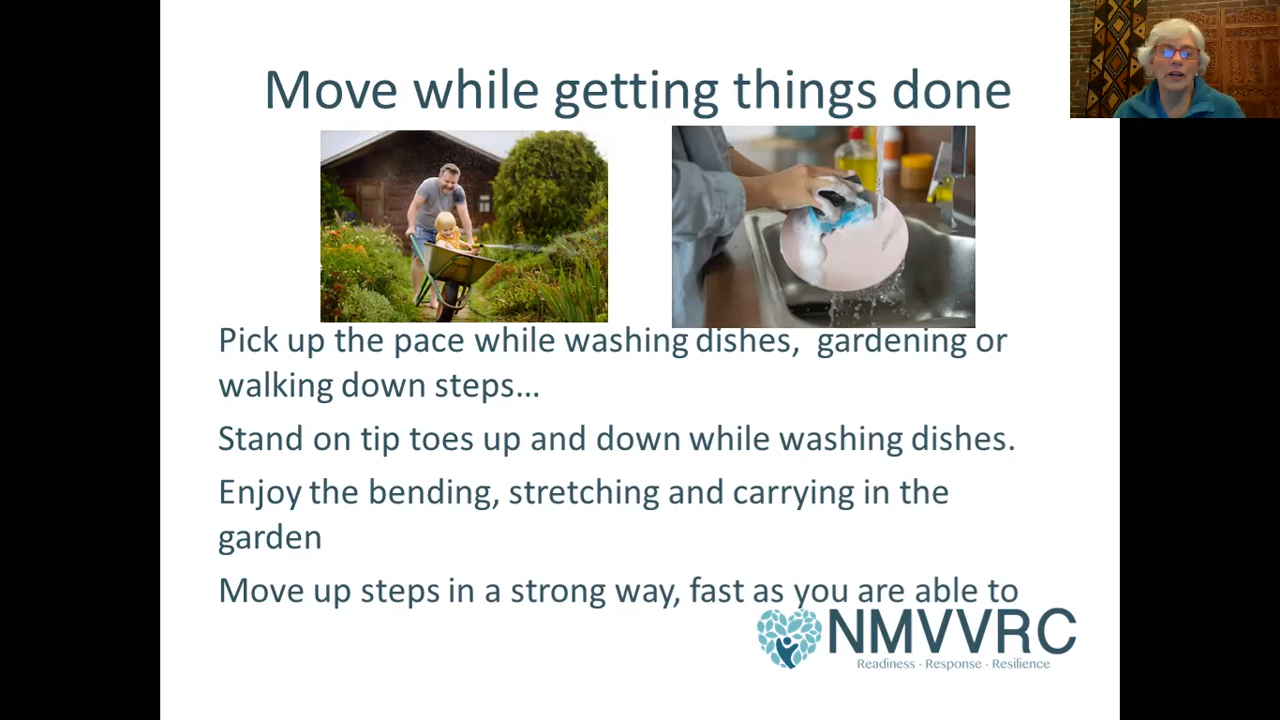 Move while getting things done
Pick up the pace while washing dishes,  gardening or
walking down steps...
Stand on tip toes up and down while washing dishes.
Enjoy the bending, stretching and carrying in the
garden
Move up steps in a strong way, fast as you are able to
NMVVRC
Readiness · Response · Resilience